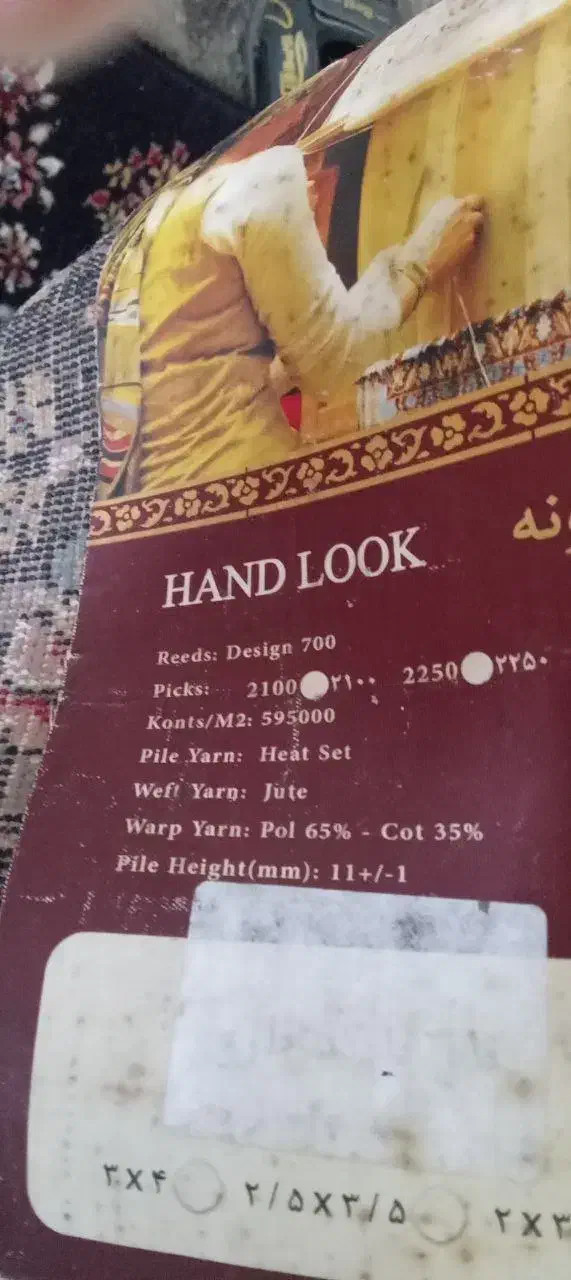 HAND LOOK
Reeds: Design 700
Picks: 2100 ۲۱۰۰ 2250 ۲۲۵۰
Konts/M2: 595000
Pile Yarn: Heat Set
Weft Yarn: Jute
Warp Yarn: Pol 65% - Cot 35%
Pile Height(mm): 11+/-1
۳X۴ ۲/۵X۳/۵ ۲X۳